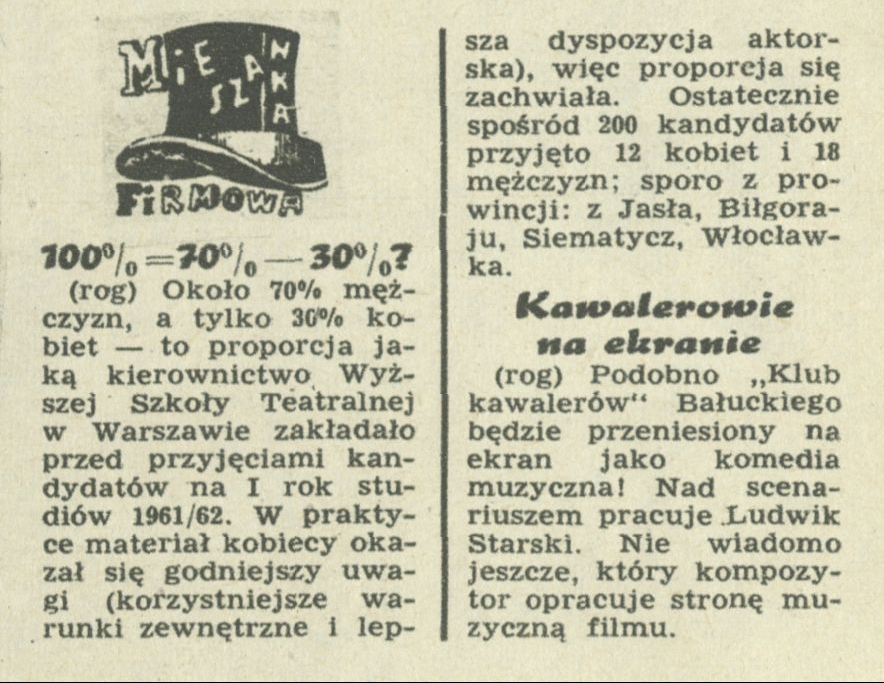 MiESZANKA
FiRMOWA
100%=70%—30%?
(rog) Około 70% męż-
czyzn, a tylko 30% ko-
biet — to proporcja ja-
ką kierownictwo Wyż-
szej Szkoły Teatralnej
w Warszawie zakładało
przed przyjęciami kan-
dydatów na I rok stu-
diów 1961/62. W prakty-
ce materiał kobiecy oka-
zał się godniejszy uwa-
gi (korzystniejsze wa-
runki zewnętrzne i lep-
sza dyspozycja aktor-
ska), więc proporcja się
zachwiała. Ostatecznie
spośród 200 kandydatów
przyjęto 12 kobiet i 18
mężczyzn; sporo z pro-
wincji: z Jasła, Biłgora-
ju, Siematycz, Włocław-
ka.
Kawalerowie
na ekranie
(rog) Podobno „Klub
kawalerów" Bałuckiego
będzie przeniesiony na
ekran jako komedia
muzyczna! Nad scena-
riuszem pracuje Ludwik
Starski. Nie wiadomo
jeszcze, który kompozy-
tor opracuje stronę mu-
zyczną filmu.